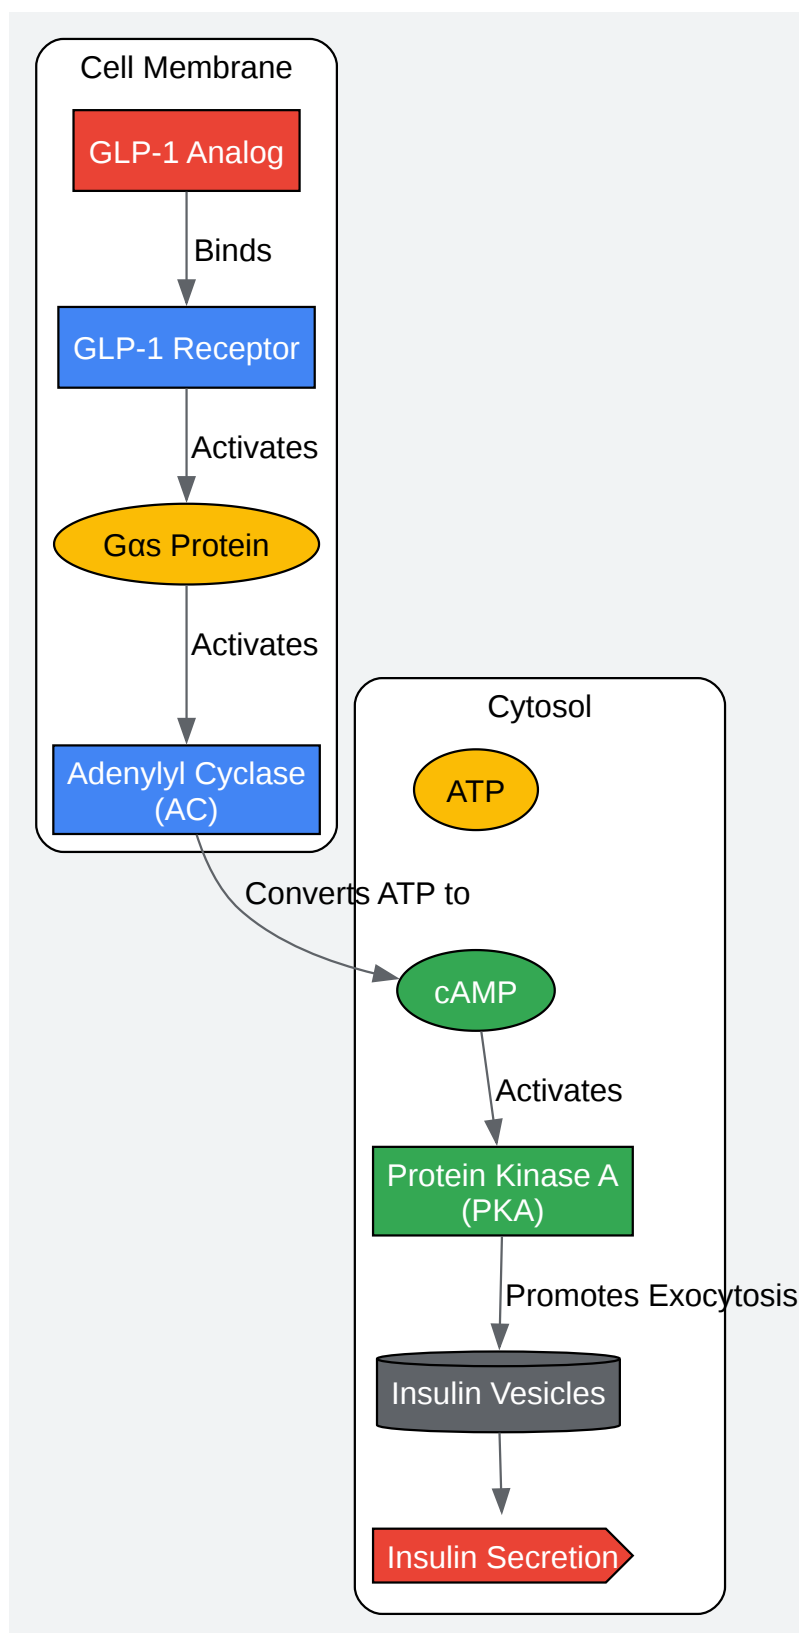 Cell Membrane
GLP-1 Analog
Binds
GLP-1 Receptor
Activates
Gαs Protein
Activates
Adenylyl Cyclase
(AC)
Cytosol
ATP
Converts ATP to
cAMP
Activates
Protein Kinase A
(PKA)
Promotes Exocytosis
Insulin Vesicles
Insulin Secretion